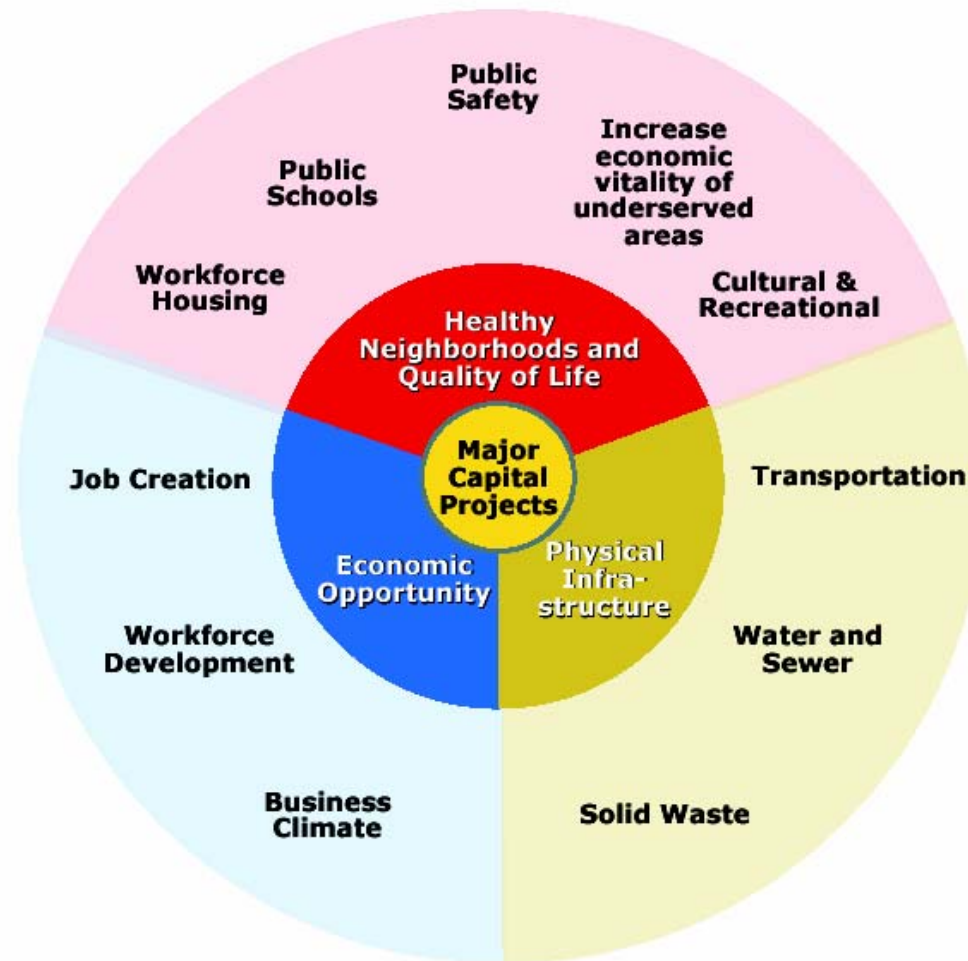 Public
Safety
Increase
economic
vitality of
underserved
areas
Public
Schools
Workforce
Housing
Cultural &
Recreational
Healthy
Neighborhoods and
Quality of Life
Major
Capital
Projects
Job Creation
Transportation
Economic
Opportunity
Physical
Infra-
structure
Workforce
Development
Water and
Sewer
Business
Climate
Solid Waste